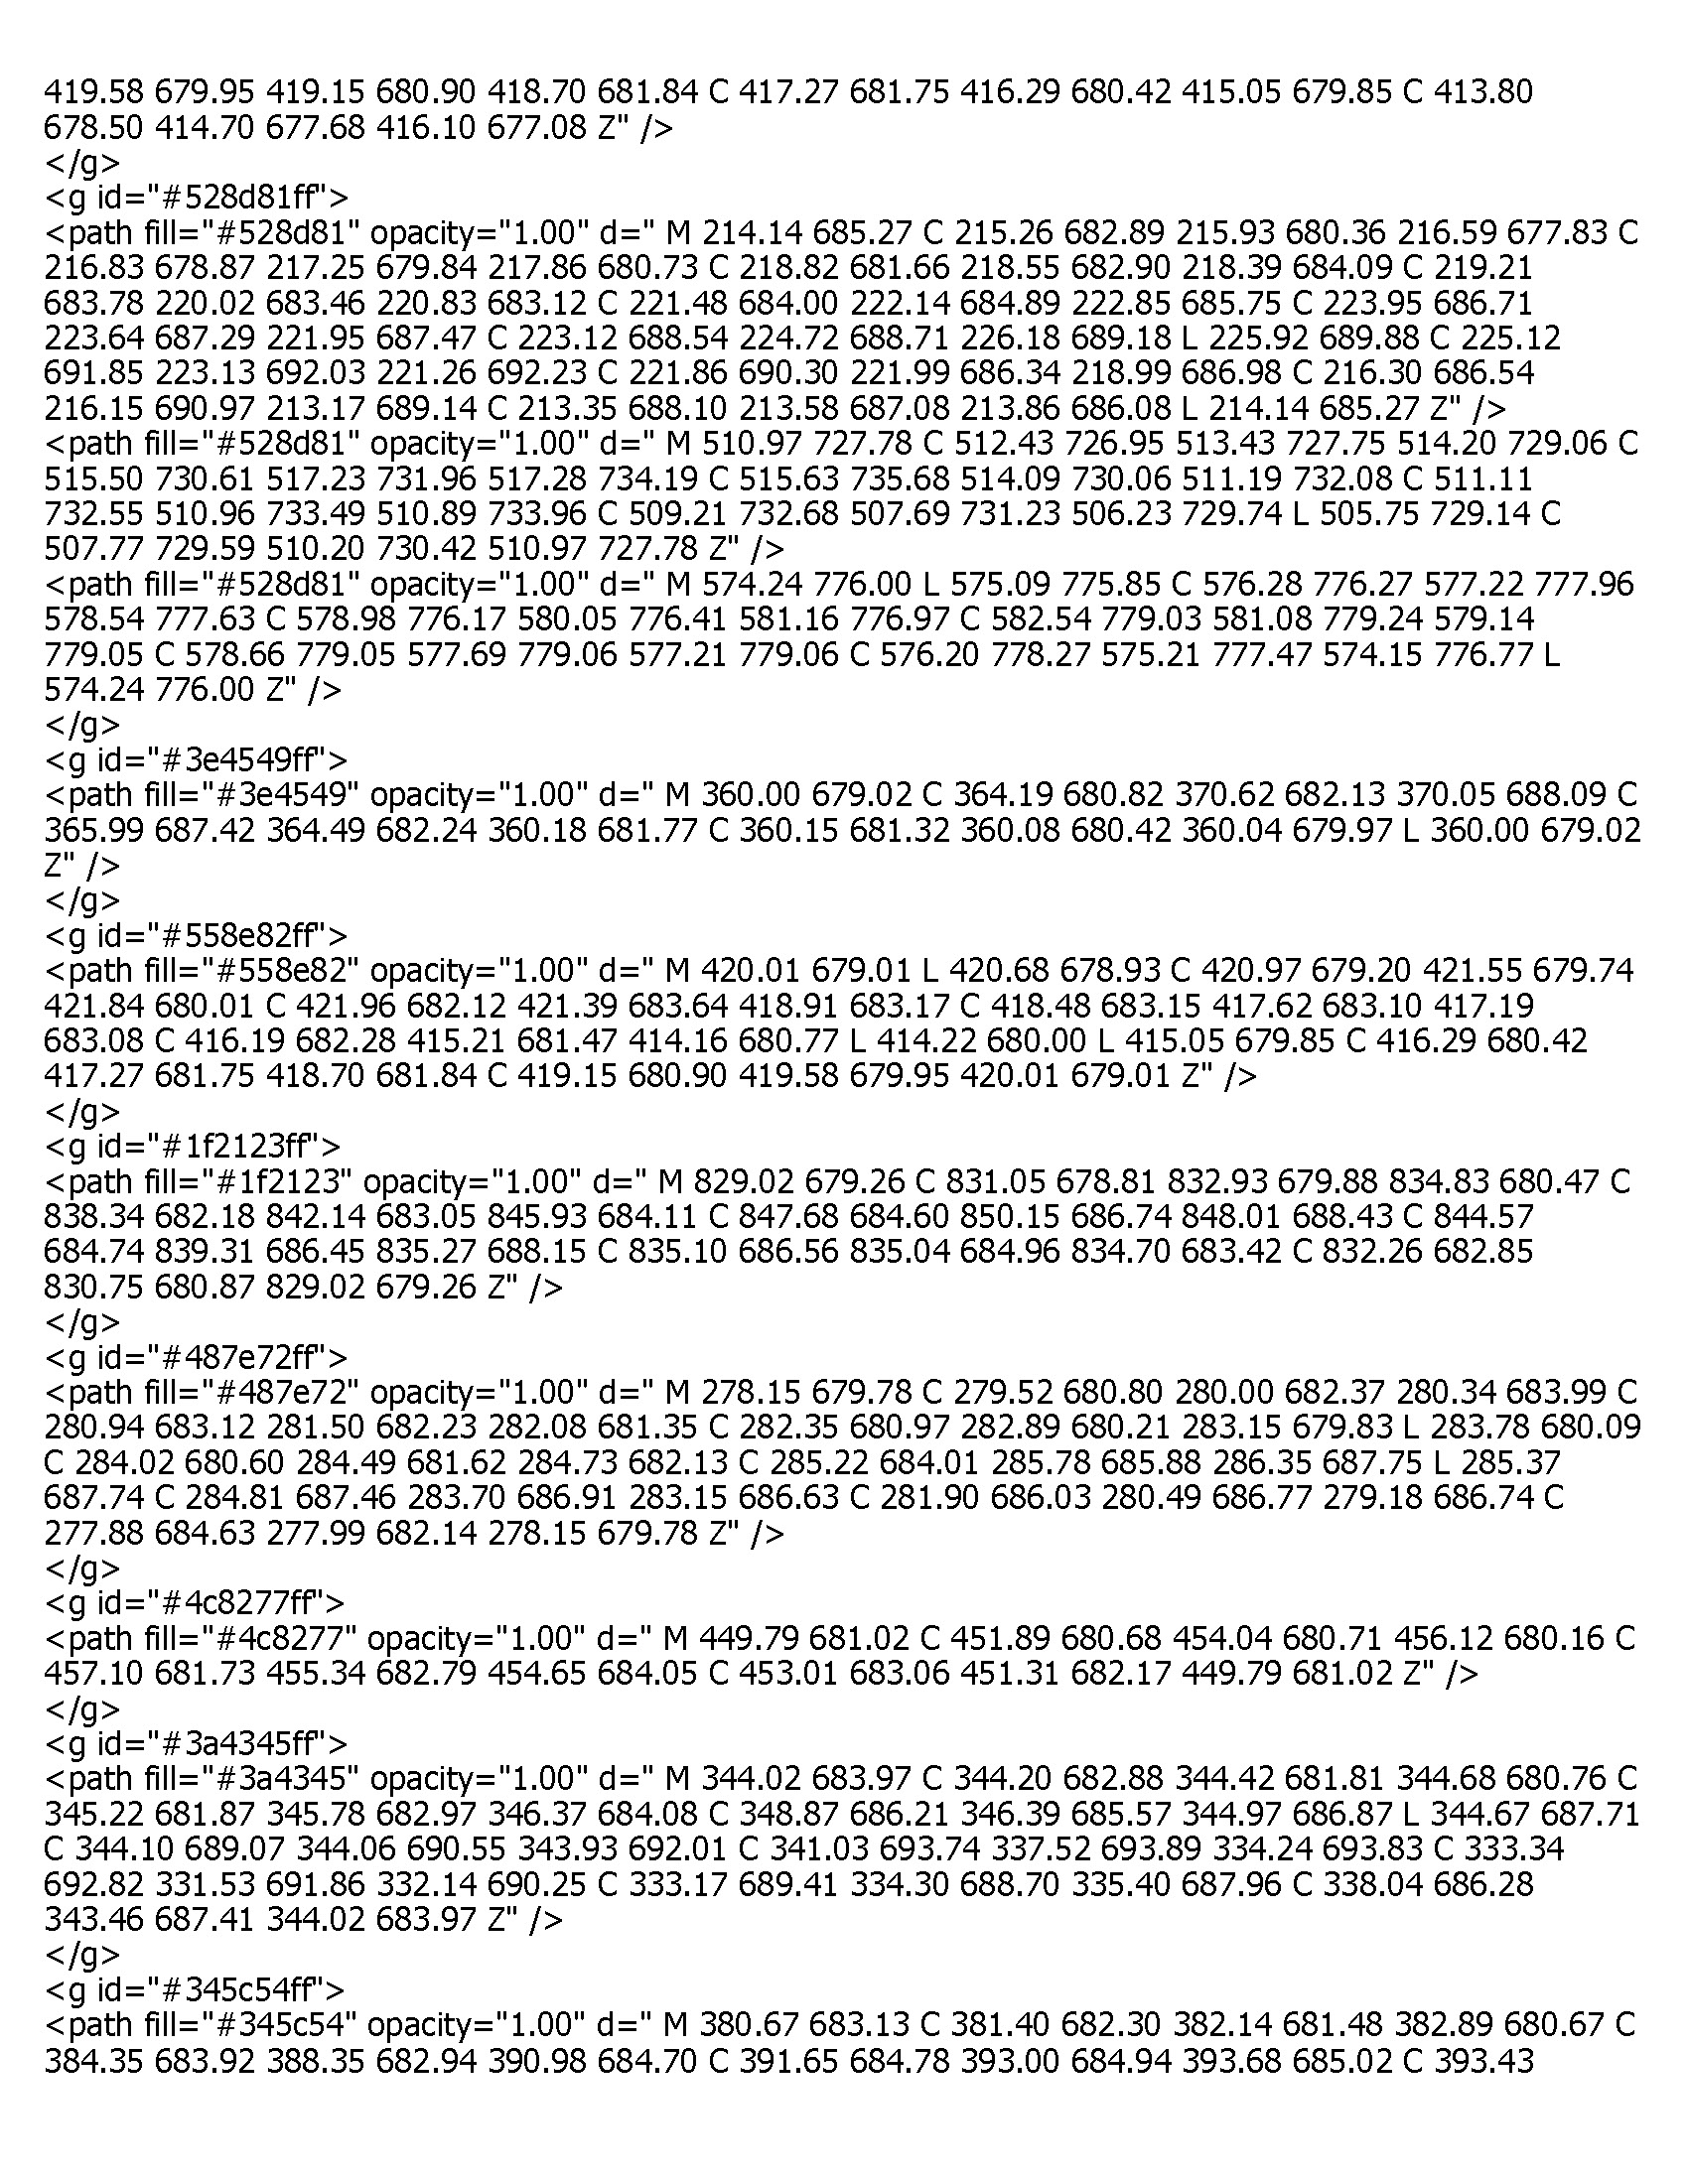 419.58 679.95 419.15 680.90 418.70 681.84 C 417.27 681.75 416.29 680.42 415.05 679.85 C 413.80
678.50 414.70 677.68 416.10 677.08 Z" />
</g>
<g id="#528d81ff">
<path fill="#528d81" opacity="1.00" d=" M 214.14 685.27 C 215.26 682.89 215.93 680.36 216.59 677.83 C
216.83 678.87 217.25 679.84 217.86 680.73 C 218.82 681.66 218.55 682.90 218.39 684.09 C 219.21
683.78 220.02 683.46 220.83 683.12 C 221.48 684.00 222.14 684.89 222.85 685.75 C 223.95 686.71
223.64 687.29 221.95 687.47 C 223.12 688.54 224.72 688.71 226.18 689.18 L 225.92 689.88 C 225.12
691.85 223.13 692.03 221.26 692.23 C 221.86 690.30 221.99 686.34 218.99 686.98 C 216.30 686.54
216.15 690.97 213.17 689.14 C 213.35 688.10 213.58 687.08 213.86 686.08 L 214.14 685.27 Z" />
<path fill="#528d81" opacity="1.00" d=" M 510.97 727.78 C 512.43 726.95 513.43 727.75 514.20 729.06 C
515.50 730.61 517.23 731.96 517.28 734.19 C 515.63 735.68 514.09 730.06 511.19 732.08 C 511.11
732.55 510.96 733.49 510.89 733.96 C 509.21 732.68 507.69 731.23 506.23 729.74 L 505.75 729.14 C
507.77 729.59 510.20 730.42 510.97 727.78 Z" />
<path fill="#528d81" opacity="1.00" d=" M 574.24 776.00 L 575.09 775.85 C 576.28 776.27 577.22 777.96
578.54 777.63 C 578.98 776.17 580.05 776.41 581.16 776.97 C 582.54 779.03 581.08 779.24 579.14
779.05 C 578.66 779.05 577.69 779.06 577.21 779.06 C 576.20 778.27 575.21 777.47 574.15 776.77 L
574.24 776.00 Z" />
</g>
<g id="#3e4549ff">
<path fill="#3e4549" opacity="1.00" d=" M 360.00 679.02 C 364.19 680.82 370.62 682.13 370.05 688.09 C
365.99 687.42 364.49 682.24 360.18 681.77 C 360.15 681.32 360.08 680.42 360.04 679.97 L 360.00 679.02
Z" />
</g>
<g id="#558e82ff">
<path fill="#558e82" opacity="1.00" d=" M 420.01 679.01 L 420.68 678.93 C 420.97 679.20 421.55 679.74
421.84 680.01 C 421.96 682.12 421.39 683.64 418.91 683.17 C 418.48 683.15 417.62 683.10 417.19
683.08 C 416.19 682.28 415.21 681.47 414.16 680.77 L 414.22 680.00 L 415.05 679.85 C 416.29 680.42
417.27 681.75 418.70 681.84 C 419.15 680.90 419.58 679.95 420.01 679.01 Z" />
</g>
<g id="#1f2123ff">
<path fill="#1f2123" opacity="1.00" d=" M 829.02 679.26 C 831.05 678.81 832.93 679.88 834.83 680.47 C
838.34 682.18 842.14 683.05 845.93 684.11 C 847.68 684.60 850.15 686.74 848.01 688.43 C 844.57
684.74 839.31 686.45 835.27 688.15 C 835.10 686.56 835.04 684.96 834.70 683.42 C 832.26 682.85
830.75 680.87 829.02 679.26 Z" />
</g>
<g id="#487e72ff">
<path fill="#487e72" opacity="1.00" d=" M 278.15 679.78 C 279.52 680.80 280.00 682.37 280.34 683.99 C
280.94 683.12 281.50 682.23 282.08 681.35 C 282.35 680.97 282.89 680.21 283.15 679.83 L 283.78 680.09
C 284.02 680.60 284.49 681.62 284.73 682.13 C 285.22 684.01 285.78 685.88 286.35 687.75 L 285.37
687.74 C 284.81 687.46 283.70 686.91 283.15 686.63 C 281.90 686.03 280.49 686.77 279.18 686.74 C
277.88 684.63 277.99 682.14 278.15 679.78 Z" />
</g>
<g id="#4c8277ff">
<path fill="#4c8277" opacity="1.00" d=" M 449.79 681.02 C 451.89 680.68 454.04 680.71 456.12 680.16 C
457.10 681.73 455.34 682.79 454.65 684.05 C 453.01 683.06 451.31 682.17 449.79 681.02 Z" />
</g>
<g id="#3a4345ff">
<path fill="#3a4345" opacity="1.00" d=" M 344.02 683.97 C 344.20 682.88 344.42 681.81 344.68 680.76 C
345.22 681.87 345.78 682.97 346.37 684.08 C 348.87 686.21 346.39 685.57 344.97 686.87 L 344.67 687.71
C 344.10 689.07 344.06 690.55 343.93 692.01 C 341.03 693.74 337.52 693.89 334.24 693.83 C 333.34
692.82 331.53 691.86 332.14 690.25 C 333.17 689.41 334.30 688.70 335.40 687.96 C 338.04 686.28
343.46 687.41 344.02 683.97 Z" />
</g>
<g id="#345c54ff">
<path fill="#345c54" opacity="1.00" d=" M 380.67 683.13 C 381.40 682.30 382.14 681.48 382.89 680.67 C
384.35 683.92 388.35 682.94 390.98 684.70 C 391.65 684.78 393.00 684.94 393.68 685.02 C 393.43